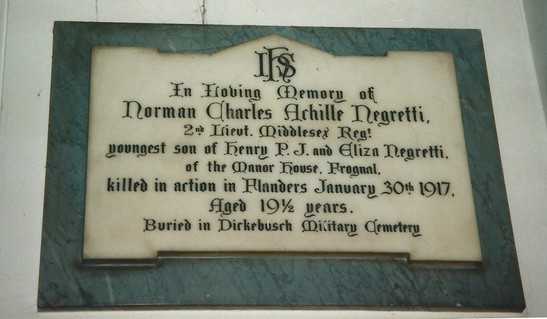 IHS
In Loving Memory of
Norman Charles Achille Negretti,
2nd Lieut. Middlesex Regt
youngest son of Henry P. J. and Eliza Negretti,
of the Manor House, Frognal,
killed in action in Flanders January 30th 1917,
Aged 19½ years.
Buried in Dickebusch Military Cemetery